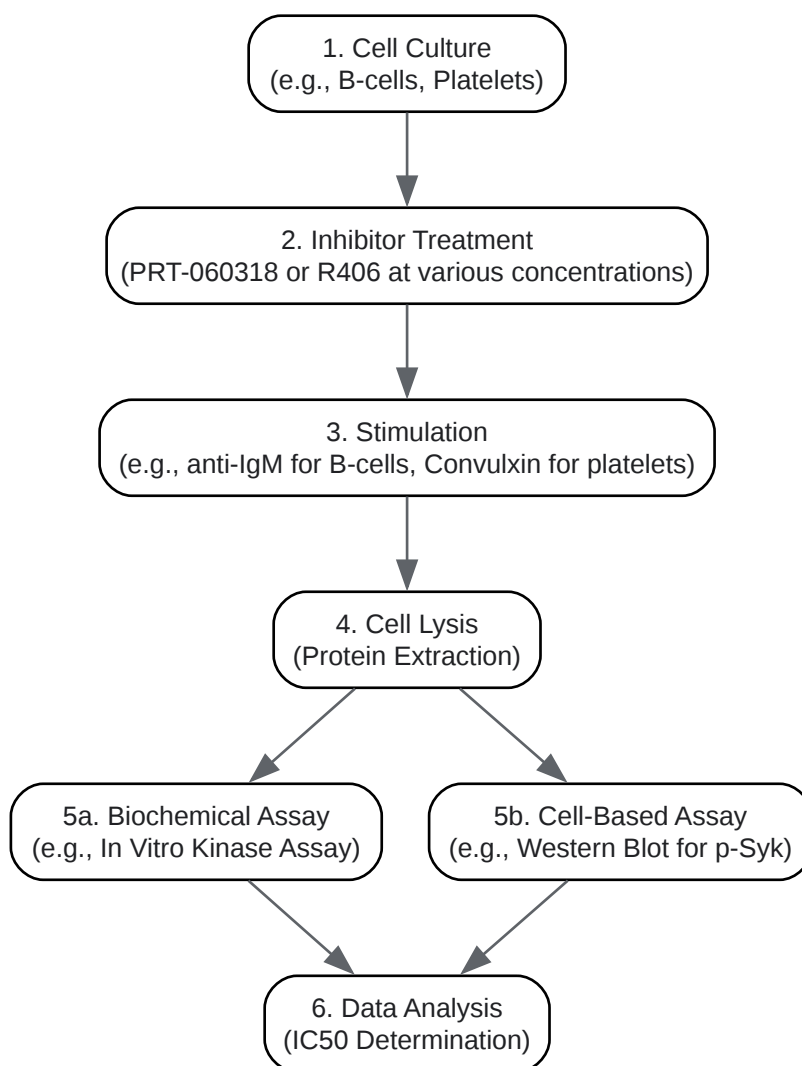 1. Cell Culture
(e.g., B-cells, Platelets)
2. Inhibitor Treatment
(PRT-060318 or R406 at various concentrations)
3. Stimulation
(e.g., anti-IgM for B-cells, Convulxin for platelets)
4. Cell Lysis
(Protein Extraction)
5a. Biochemical Assay
(e.g., In Vitro Kinase Assay)
5b. Cell-Based Assay
(e.g., Western Blot for p-Syk)
6. Data Analysis
(IC50 Determination)